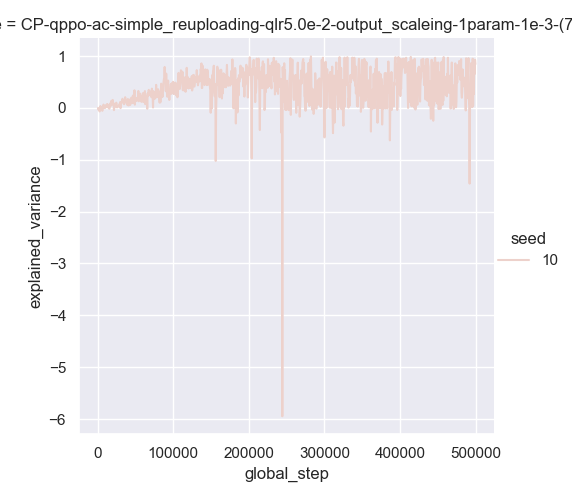 e = CP-qppo-ac-simple_reuploading-qlr5.0e-2-output_scaleing-1param-1e-3-(7
1
0
−1
−2
−3
−4
−5
−6
explained_variance
0 100000 200000 300000 400000 500000
global_step
seed
10